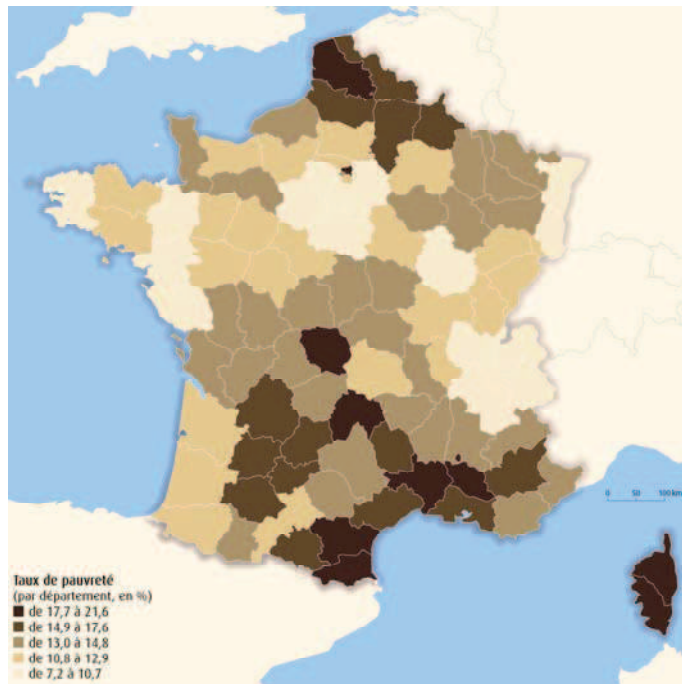 0 50 100 km
Taux de pauvreté
(par département, en %)
de 17,7 à 21,6
de 14,9 à 17,6
de 13,0 à 14,8
de 10,8 à 12,9
de 7,2 à 10,7